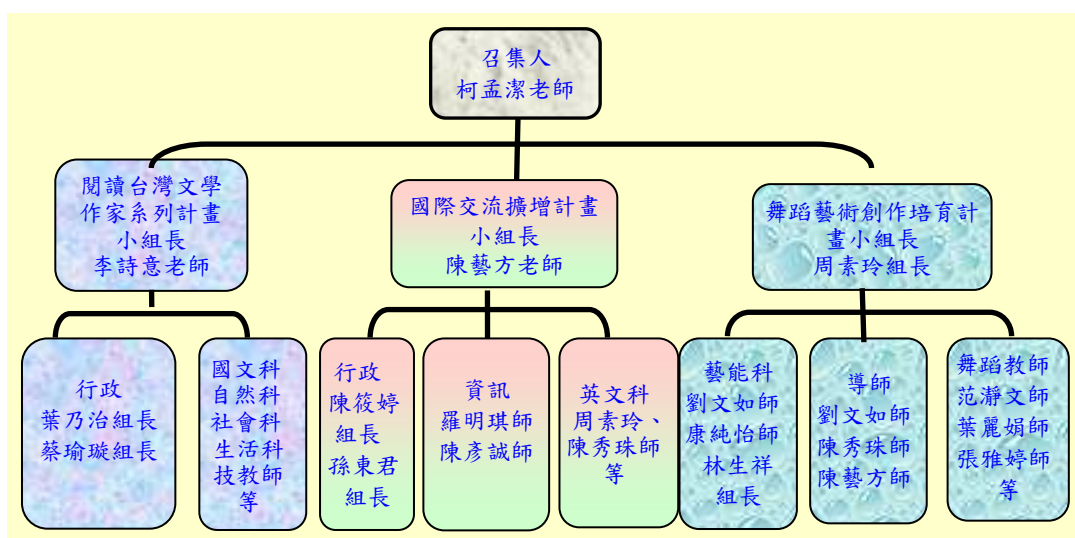 召集人
柯孟潔老師
閱讀台灣文學
作家系列計畫
小組長
李詩意老師
國際交流擴增計畫
小組長
陳藝方老師
舞蹈藝術創作培育計
畫小組長
周素玲組長
行政
葉乃治組長
蔡瑜璇組長
國文科
自然科
社會科
生活科
技教師
等
行政
陳筱婷
組長
孫東君
組長
資訊
羅明琪師
陳彥誠師
英文科
周素玲、
陳秀珠師
等
藝能科
劉文如師
康純怡師
林生祥
組長
導師
劉文如師
陳秀珠師
陳藝方師
舞蹈教師
范瀞文師
葉麗娟師
張雅婷師
等